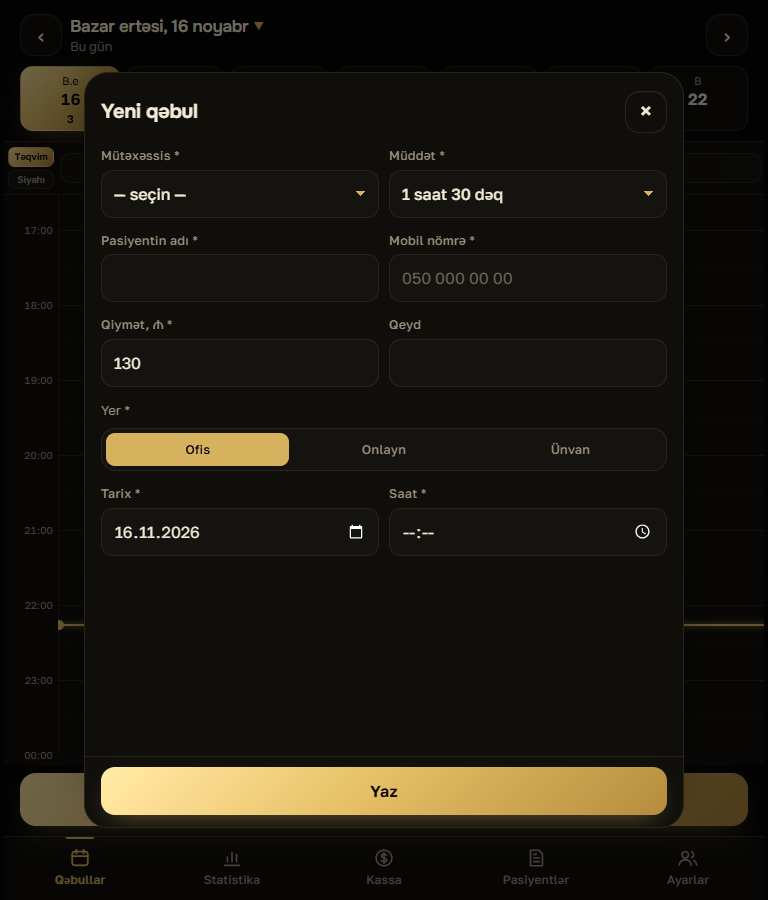 ‹ Bazar ertəsi, 16 noyabr ▼ ›
Bu gün
B.e
16
3
B
22
Təqvim
Siyahı
Yeni qəbul
×
Mütəxəssis * Müddət *
— seçin — 1 saat 30 dəq
Pasiyentin adı * Mobil nömrə *
050 000 00 00
Qiymət, ₼ * Qeyd
130
Yer *
Ofis Onlayn Ünvan
Tarix * Saat *
16.11.2026 --:--
17:00
18:00
19:00
20:00
21:00
22:00
23:00
00:00
Yaz
Qəbullar Statistika Kassa Pasiyentlər Ayarlar